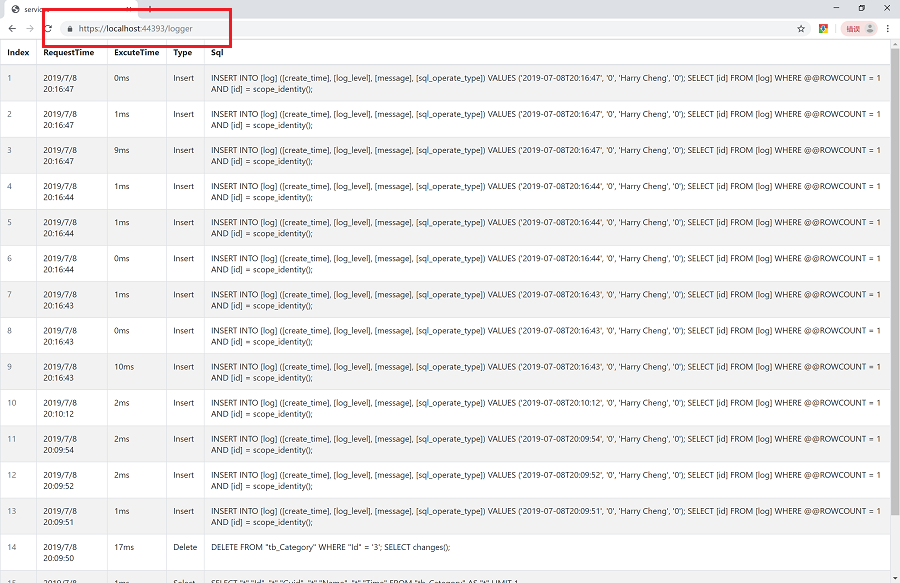 service
https://localhost:44393/logger
错误
Index RequestTime ExcuteTime Type Sql
1 2019/7/8 0ms Insert INSERT INTO [log] ([create_time], [log_level], [message], [sql_operate_type]) VALUES ('2019-07-08T20:16:47', '0', 'Harry Cheng', '0'); SELECT [id] FROM [log] WHERE @@ROWCOUNT = 1
20:16:47 AND [id] = scope_identity();
2 2019/7/8 1ms Insert INSERT INTO [log] ([create_time], [log_level], [message], [sql_operate_type]) VALUES ('2019-07-08T20:16:47', '0', 'Harry Cheng', '0'); SELECT [id] FROM [log] WHERE @@ROWCOUNT = 1
20:16:47 AND [id] = scope_identity();
3 2019/7/8 9ms Insert INSERT INTO [log] ([create_time], [log_level], [message], [sql_operate_type]) VALUES ('2019-07-08T20:16:47', '0', 'Harry Cheng', '0'); SELECT [id] FROM [log] WHERE @@ROWCOUNT = 1
20:16:47 AND [id] = scope_identity();
4 2019/7/8 1ms Insert INSERT INTO [log] ([create_time], [log_level], [message], [sql_operate_type]) VALUES ('2019-07-08T20:16:44', '0', 'Harry Cheng', '0'); SELECT [id] FROM [log] WHERE @@ROWCOUNT = 1
20:16:44 AND [id] = scope_identity();
5 2019/7/8 1ms Insert INSERT INTO [log] ([create_time], [log_level], [message], [sql_operate_type]) VALUES ('2019-07-08T20:16:44', '0', 'Harry Cheng', '0'); SELECT [id] FROM [log] WHERE @@ROWCOUNT = 1
20:16:44 AND [id] = scope_identity();
6 2019/7/8 0ms Insert INSERT INTO [log] ([create_time], [log_level], [message], [sql_operate_type]) VALUES ('2019-07-08T20:16:44', '0', 'Harry Cheng', '0'); SELECT [id] FROM [log] WHERE @@ROWCOUNT = 1
20:16:44 AND [id] = scope_identity();
7 2019/7/8 1ms Insert INSERT INTO [log] ([create_time], [log_level], [message], [sql_operate_type]) VALUES ('2019-07-08T20:16:43', '0', 'Harry Cheng', '0'); SELECT [id] FROM [log] WHERE @@ROWCOUNT = 1
20:16:43 AND [id] = scope_identity();
8 2019/7/8 0ms Insert INSERT INTO [log] ([create_time], [log_level], [message], [sql_operate_type]) VALUES ('2019-07-08T20:16:43', '0', 'Harry Cheng', '0'); SELECT [id] FROM [log] WHERE @@ROWCOUNT = 1
20:16:43 AND [id] = scope_identity();
9 2019/7/8 10ms Insert INSERT INTO [log] ([create_time], [log_level], [message], [sql_operate_type]) VALUES ('2019-07-08T20:16:43', '0', 'Harry Cheng', '0'); SELECT [id] FROM [log] WHERE @@ROWCOUNT = 1
20:16:43 AND [id] = scope_identity();
10 2019/7/8 2ms Insert INSERT INTO [log] ([create_time], [log_level], [message], [sql_operate_type]) VALUES ('2019-07-08T20:10:12', '0', 'Harry Cheng', '0'); SELECT [id] FROM [log] WHERE @@ROWCOUNT = 1
20:10:12 AND [id] = scope_identity();
11 2019/7/8 2ms Insert INSERT INTO [log] ([create_time], [log_level], [message], [sql_operate_type]) VALUES ('2019-07-08T20:09:54', '0', 'Harry Cheng', '0'); SELECT [id] FROM [log] WHERE @@ROWCOUNT = 1
20:09:54 AND [id] = scope_identity();
12 2019/7/8 2ms Insert INSERT INTO [log] ([create_time], [log_level], [message], [sql_operate_type]) VALUES ('2019-07-08T20:09:52', '0', 'Harry Cheng', '0'); SELECT [id] FROM [log] WHERE @@ROWCOUNT = 1
20:09:52 AND [id] = scope_identity();
13 2019/7/8 1ms Insert INSERT INTO [log] ([create_time], [log_level], [message], [sql_operate_type]) VALUES ('2019-07-08T20:09:51', '0', 'Harry Cheng', '0'); SELECT [id] FROM [log] WHERE @@ROWCOUNT = 1
20:09:51 AND [id] = scope_identity();
14 2019/7/8 17ms Delete DELETE FROM "tb_Category" WHERE "Id" = '3'; SELECT changes();
20:09:50
15 2019/7/8 1ms Select SELECT "t"."Id", "t"."Guid", "t"."Name", "t"."Time" FROM "tb_Category" AS "t" LIMIT 1